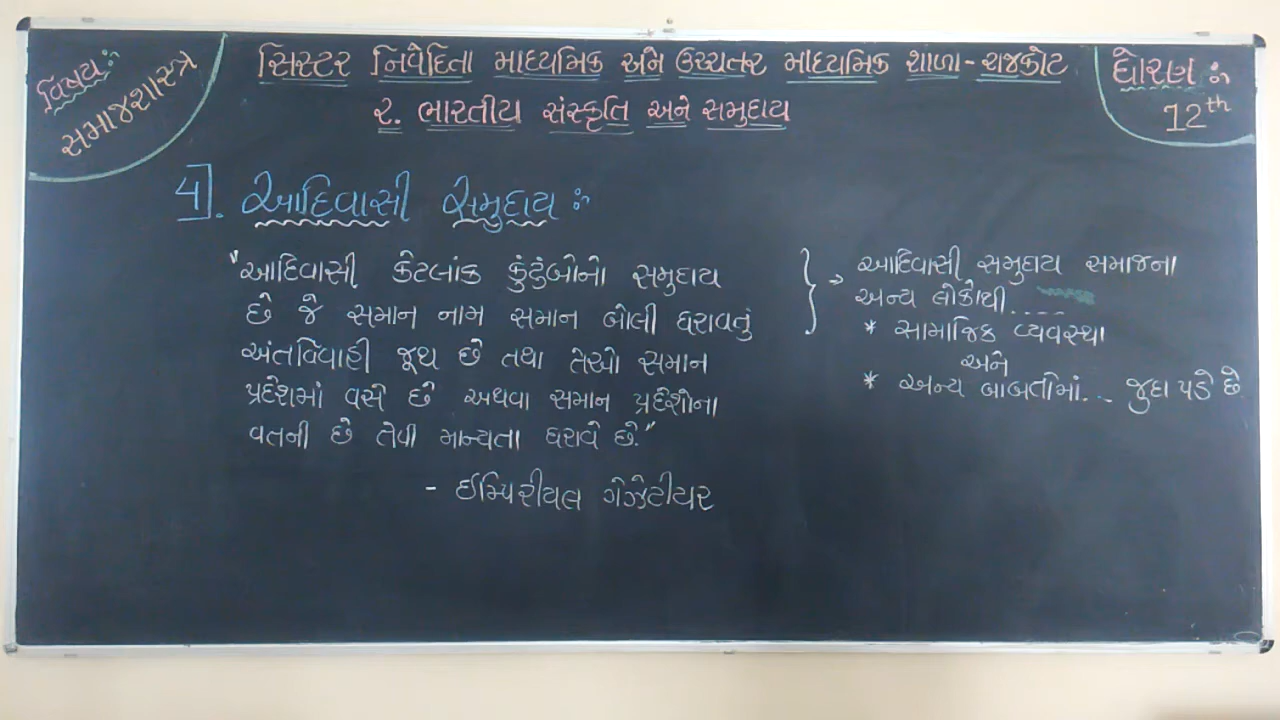 વિષય ઃ
સમાજશાસ્ત્ર
સિસ્ટર નિવેદિતા માધ્યમિક અને ઉચ્ચતર માધ્યમિક શાળા - રાજકોટ
ધોરણ ઃ
12th
૨. ભારતીય સંસ્કૃતિ અને સમુદાય
4]. આદિવાસી સમુદાય ઃ
"આદિવાસી કેટલાંક કુંટુંબોનો સમુદાય
છે જે સમાન નામ સમાન બોલી ધરાવતું
અંતર્વિવાહી જૂથ છે તથા તેઓ સમાન
પ્રદેશમાં વસે છે અથવા સમાન પ્રદેશોના
વતની છે તેવી માન્યતા ધરાવે છે."
- ઈમ્પિરીયલ ગેઝેટીયર
} → આદિવાસી સમુદાય સમાજના
અન્ય લોકોથી.....
* સામાજિક વ્યવસ્થા
અને
* અન્ય બાબતોમાં... જુદા પડે છે